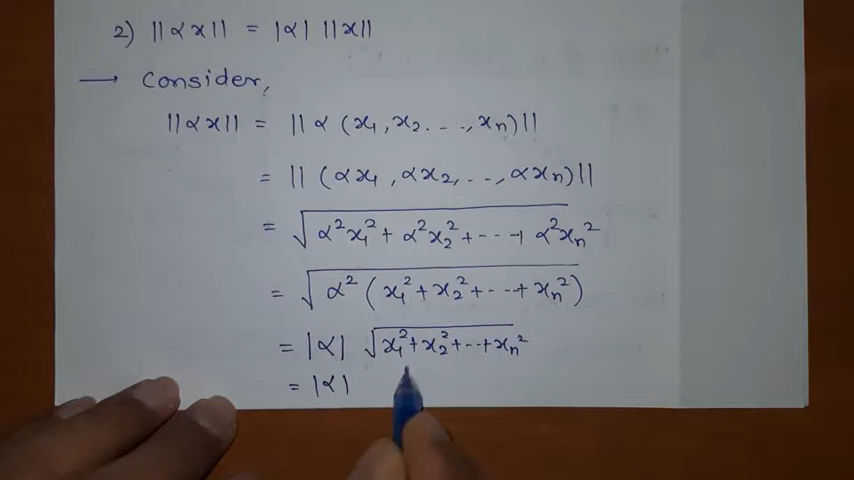 2) ||αx|| = |α| ||x||
→ Consider,
||αx|| = ||α (x₁, x₂. ..., xₙ)||
= || (αx₁, αx₂, ..., αxₙ)||
= √(α²x₁² + α²x₂² + ... + α²xₙ²)
= √(α² (x₁² + x₂² + ... + xₙ²))
= |α| √(x₁² + x₂² + ... + xₙ²)
= |α|